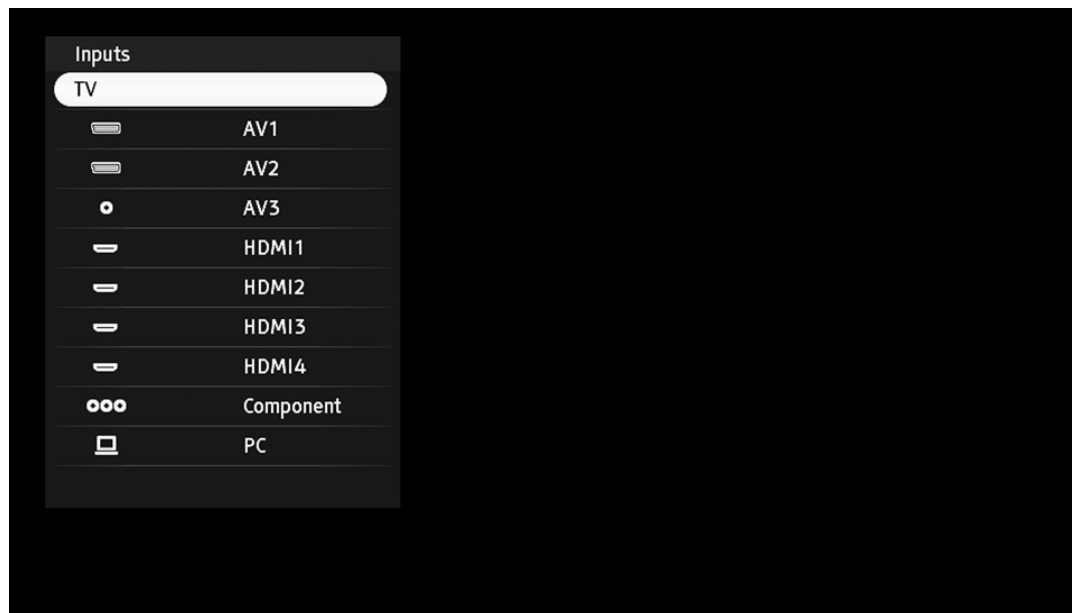 Inputs
TV
AV1
AV2
AV3
HDMI1
HDMI2
HDMI3
HDMI4
Component
PC